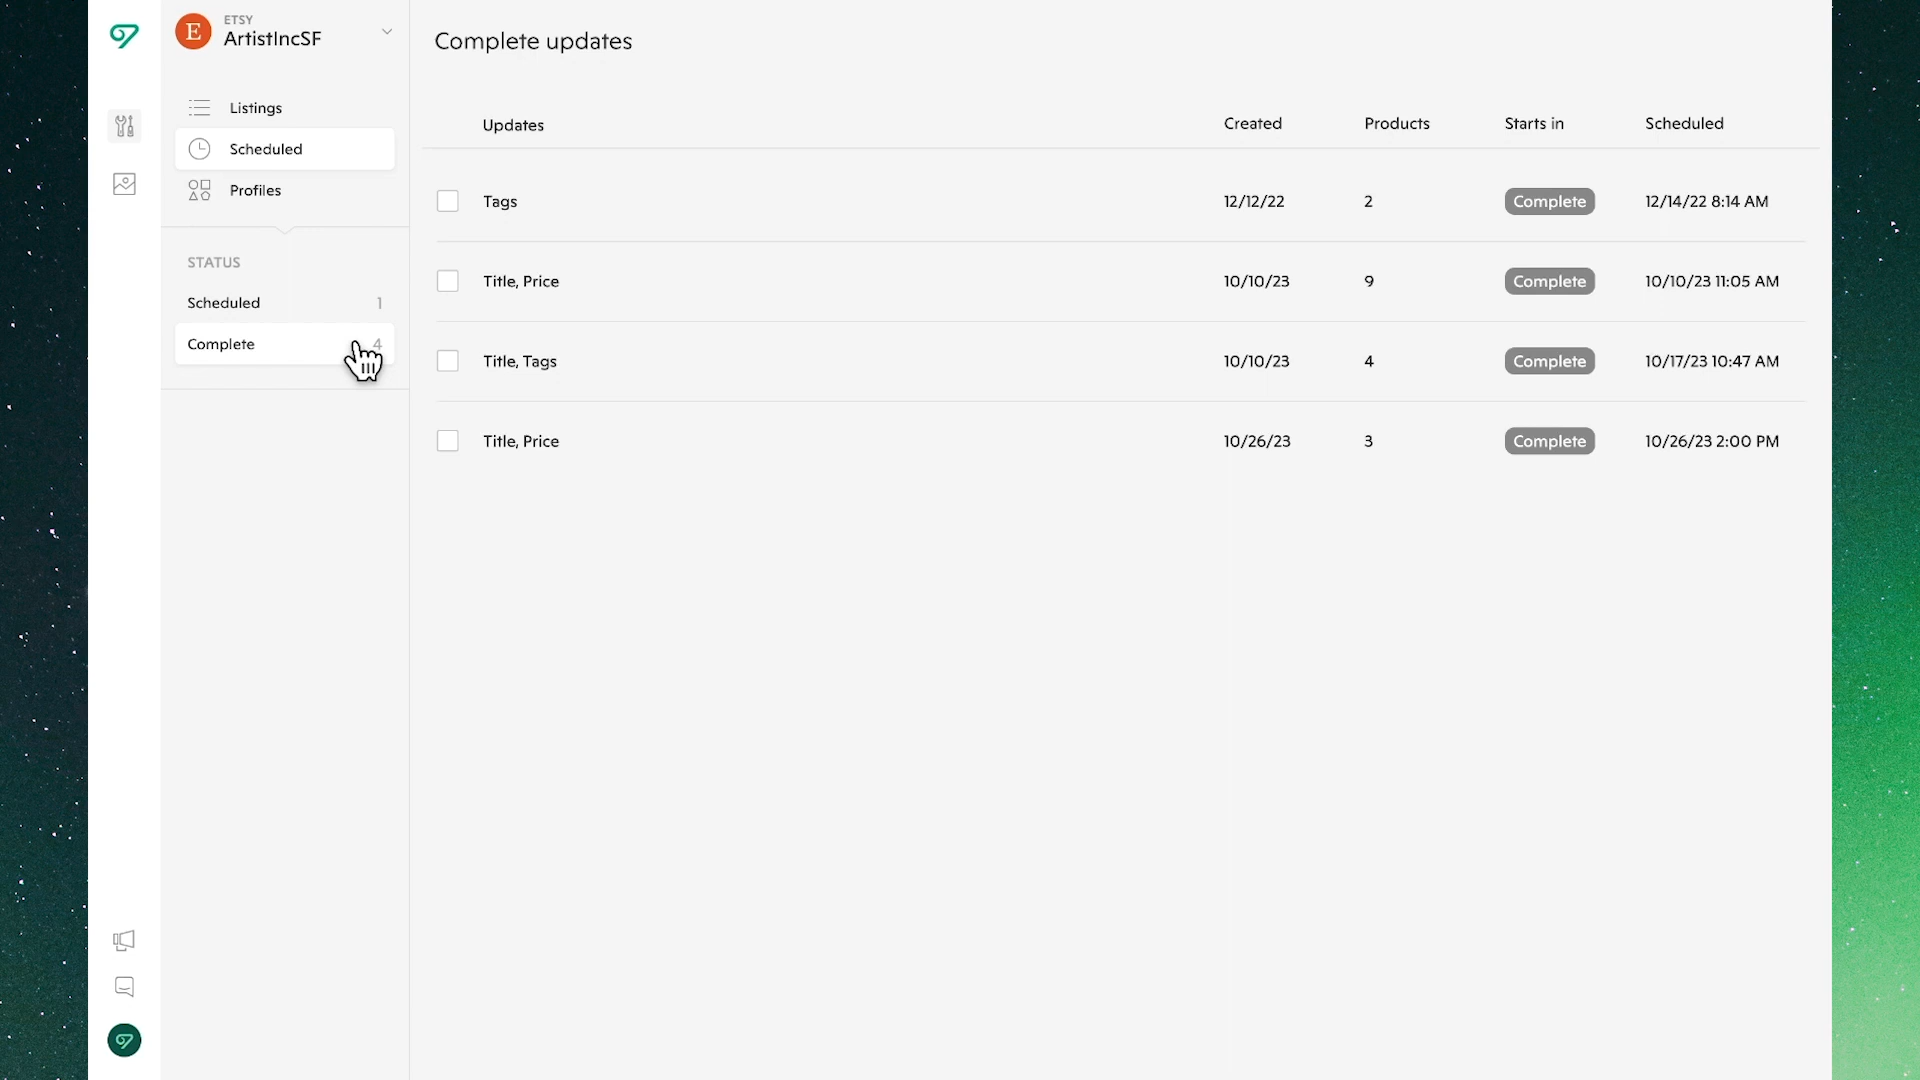 ETSY
E ArtistIncSF
Listings
Scheduled
Profiles
STATUS
Scheduled 1
Complete 4
Complete updates
Updates Created Products Starts in Scheduled
Tags 12/12/22 2 Complete 12/14/22 8:14 AM
Title, Price 10/10/23 9 Complete 10/10/23 11:05 AM
Title, Tags 10/10/23 4 Complete 10/17/23 10:47 AM
Title, Price 10/26/23 3 Complete 10/26/23 2:00 PM